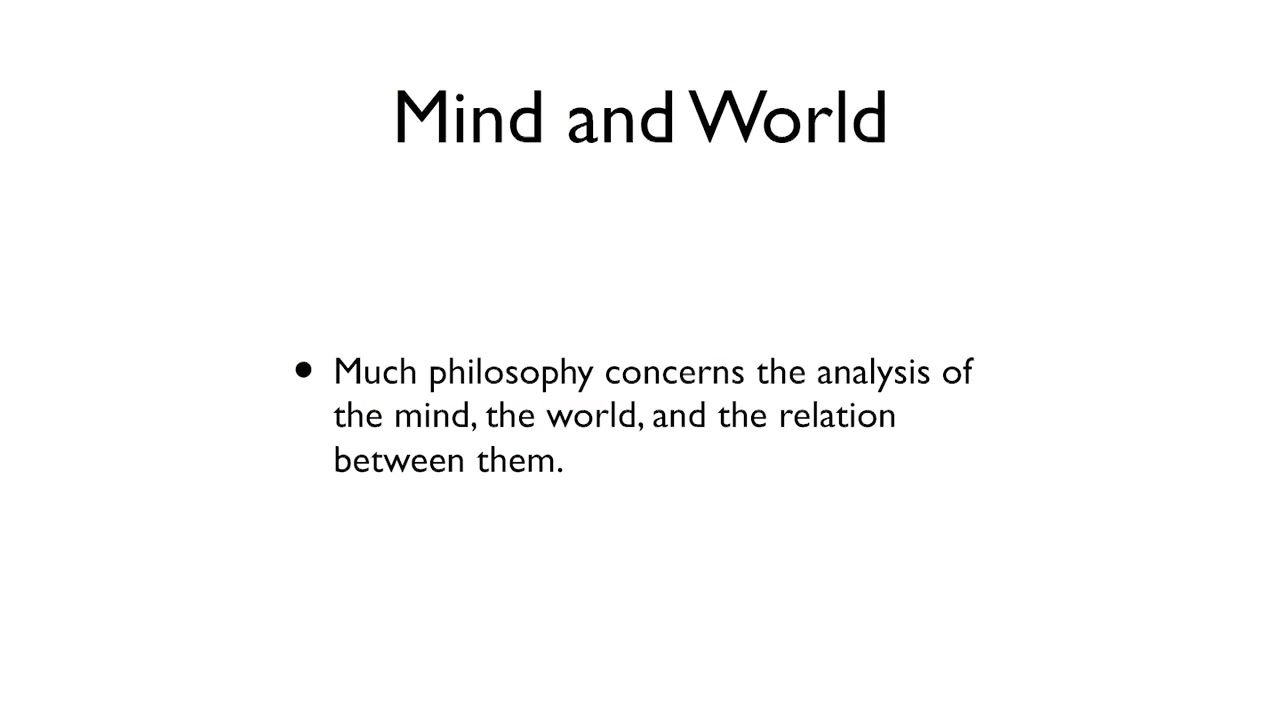 Mind and World
• Much philosophy concerns the analysis of
the mind, the world, and the relation
between them.